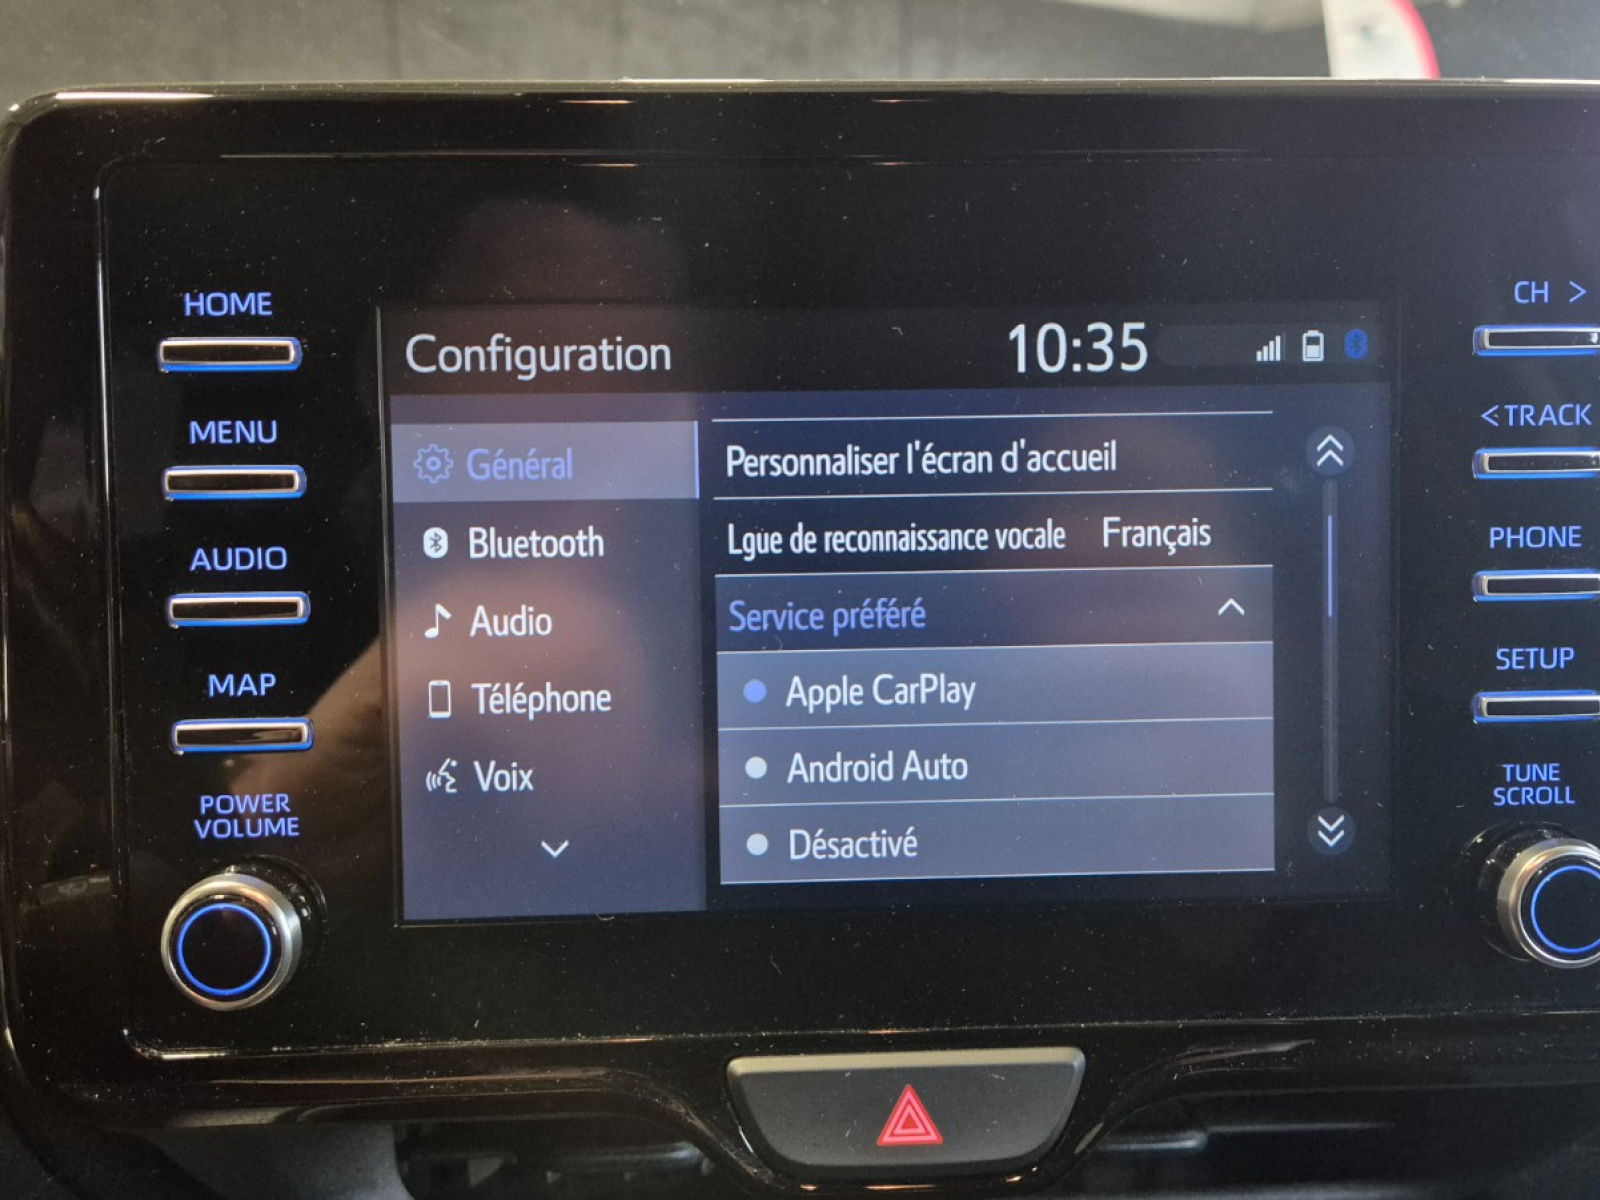 HOME
MENU
AUDIO
MAP
POWER
VOLUME
Configuration
10:35
Général
Bluetooth
Audio
Téléphone
Voix
Personnaliser l'écran d'accueil
Lgue de reconnaissance vocale Français
Service préféré
Apple CarPlay
Android Auto
Désactivé
CH >
< TRACK
PHONE
SETUP
TUNE
SCROLL